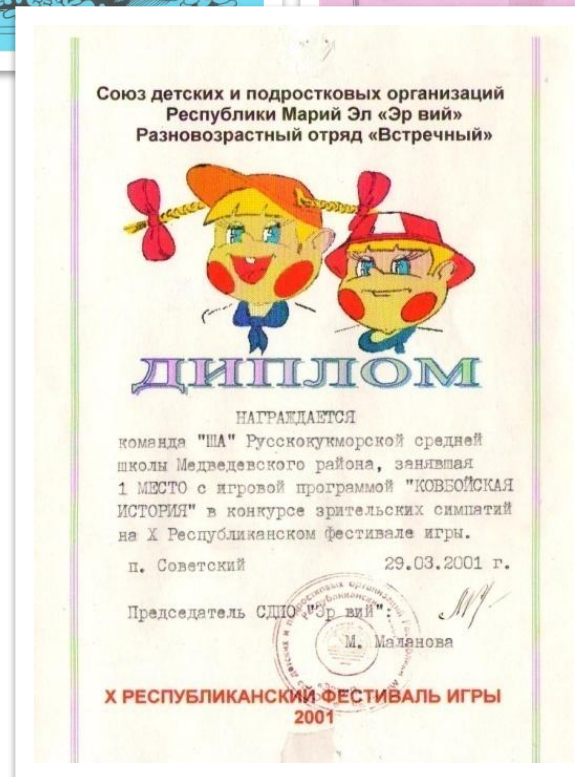 Союз детских и подростковых организаций
Республики Марий Эл «Эр вий»
Разновозрастный отряд «Встречный»
ДИПЛОМ
НАГРАЖДАЕТСЯ
команда "ША" Русскокукморской средней
школы Медведевского района, занявшая
1 МЕСТО с игровой программой "КОВБОЙСКАЯ
ИСТОРИЯ" в конкурсе зрительских симпатий
на X Республиканском фестивале игры.
п. Советский 29.03.2001 г.
Председатель СДПО "Эр вий":
М. Маланова
X РЕСПУБЛИКАНСКИЙ ФЕСТИВАЛЬ ИГРЫ
2001